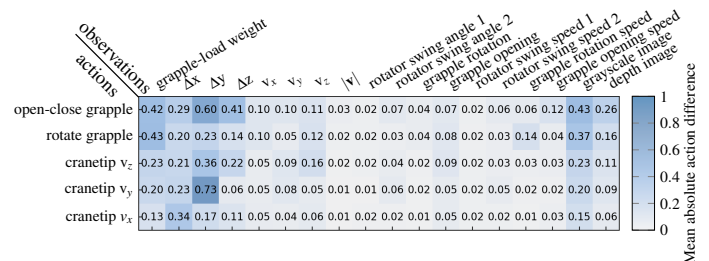 observations
actions
grapple-load weight
Δx
Δy
Δz
v_x
v_y
v_z
|v|
rotator swing angle 1
rotator swing angle 2
grapple rotation
grapple opening
rotator swing speed 1
rotator swing speed 2
grapple rotation speed
grapple opening speed
grayscale image
depth image
open-close grapple 0.42 0.29 0.60 0.41 0.10 0.10 0.11 0.03 0.02 0.07 0.04 0.07 0.02 0.06 0.06 0.12 0.43 0.26
rotate grapple 0.43 0.20 0.23 0.14 0.10 0.05 0.12 0.02 0.02 0.03 0.04 0.08 0.02 0.03 0.14 0.04 0.37 0.16
cranetip v_z 0.23 0.21 0.36 0.22 0.05 0.09 0.16 0.02 0.02 0.04 0.02 0.09 0.02 0.03 0.03 0.03 0.23 0.11
cranetip v_y 0.20 0.23 0.73 0.06 0.05 0.08 0.05 0.01 0.01 0.06 0.02 0.05 0.02 0.05 0.02 0.02 0.20 0.09
cranetip v_x 0.13 0.34 0.17 0.11 0.05 0.04 0.06 0.01 0.02 0.02 0.01 0.05 0.02 0.02 0.01 0.03 0.15 0.06
1
0.8
0.6
0.4
0.2
0
Mean absolute action difference